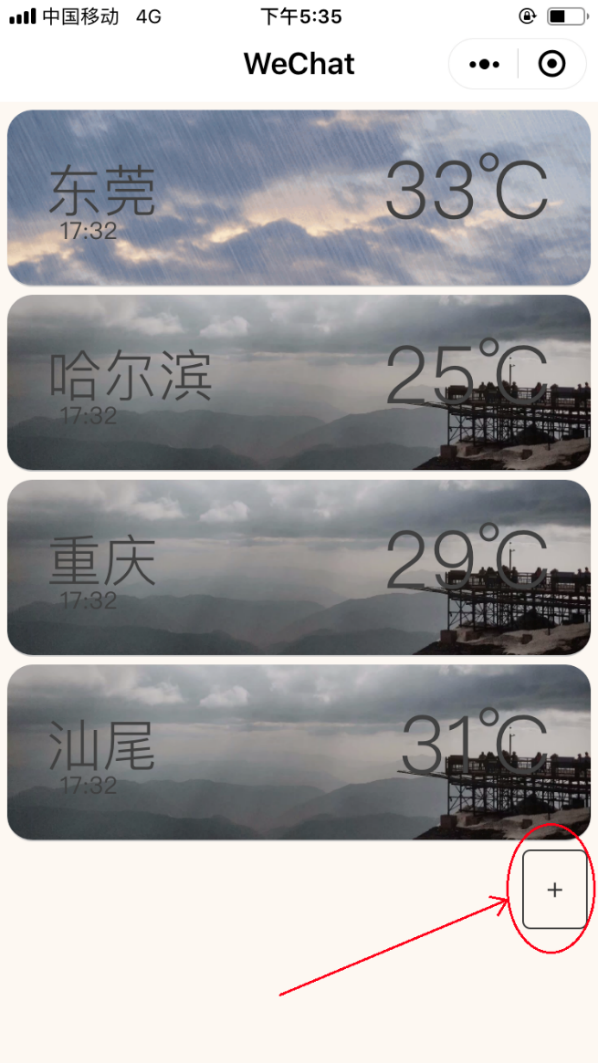 中国移动 4G 下午5:35
WeChat
东莞 33℃
17:32
哈尔滨 25℃
17:32
重庆 29℃
17:32
汕尾 31℃
17:32
+